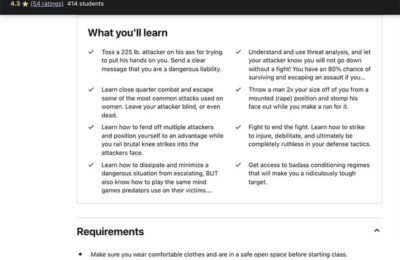 4.3 ★ (54 ratings) 414 students
What you'll learn
Toss a 225 lb. attacker on his ass for trying
to put his hands on you. Send a clear
message that you are a dangerous liability.
Understand and use threat analysis, and let
your attacker know you will not go down
without a fight! You have an 80% chance of
surviving and escaping an assault if you...
Learn close quarter combat and escape
some of the most common attacks used on
women. Leave your attacker blind, or even
dead.
Throw a man 2x your size off of you from a
mounted (rape) position and stomp his
face out while you make a run for it.
Learn how to fend off multiple attackers
and position yourself to an advantage while
you rail brutal knee strikes into the
attackers face.
Fight to end the fight. Learn how to strike
to injure, debilitate, and ultimately be
completely ruthless in your defense tactics.
Learn how to dissipate and minimize a
dangerous situation from escalating, BUT
also know how to play the same mind
games predators use on their victims....
Get access to badass conditioning regimes
that will make you a ridiculously tough
target.
Requirements
Make sure you wear comfortable clothes and are in a safe open space before starting class.